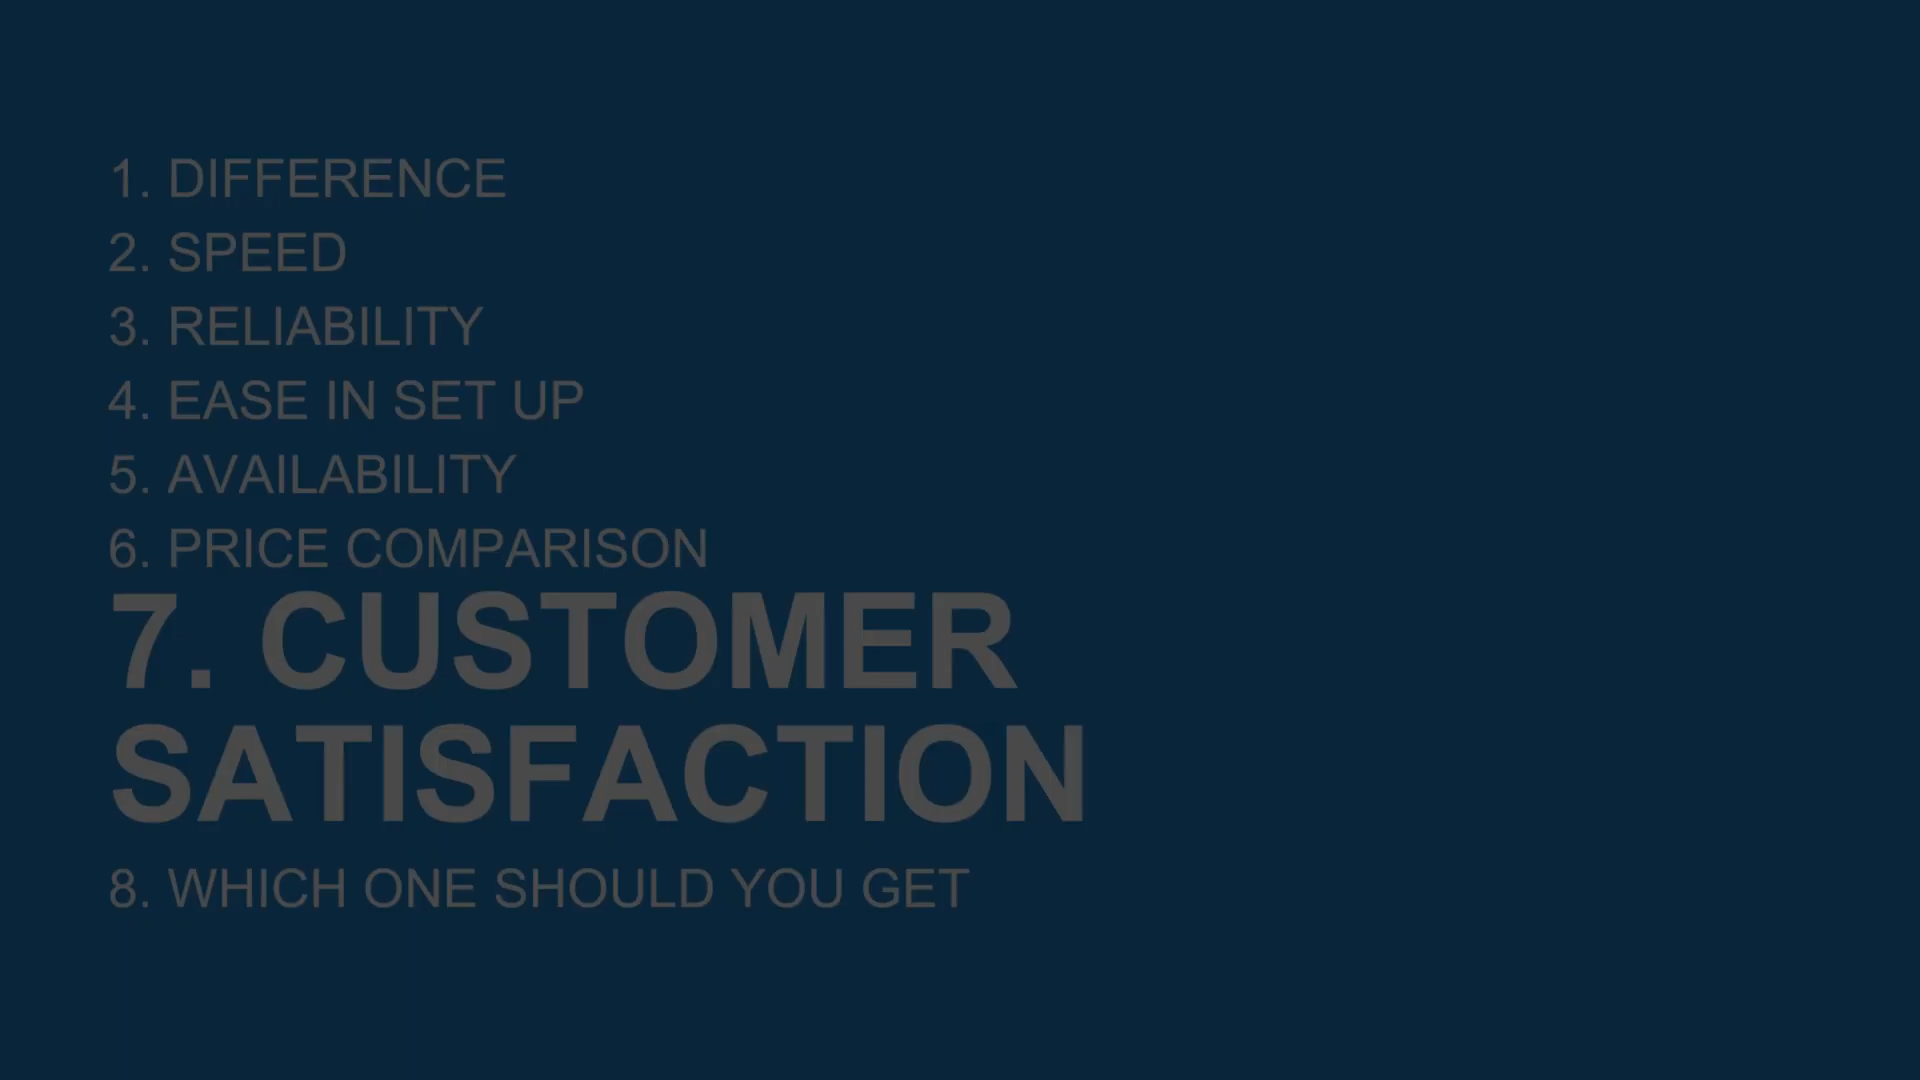 1. DIFFERENCE
2. SPEED
3. RELIABILITY
4. EASE IN SET UP
5. AVAILABILITY
6. PRICE COMPARISON
7. CUSTOMER
SATISFACTION
8. WHICH ONE SHOULD YOU GET